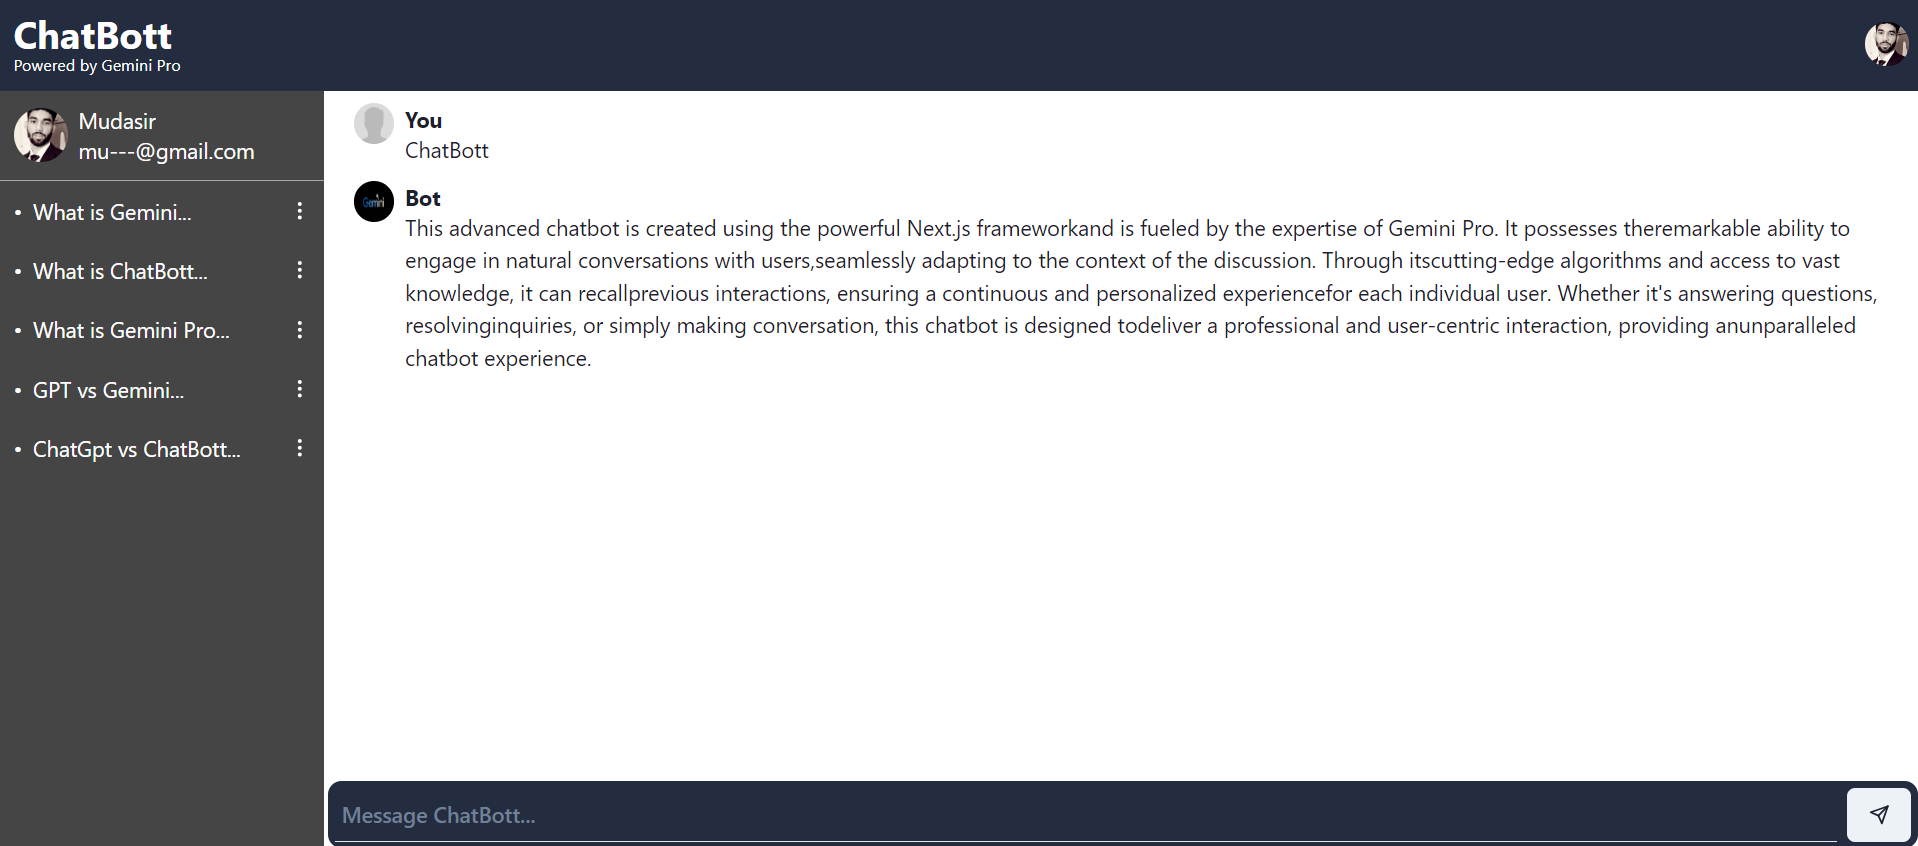 ChatBott
Powered by Gemini Pro
Mudasir
mu---@gmail.com
• What is Gemini...
• What is ChatBott...
• What is Gemini Pro...
• GPT vs Gemini...
• ChatGpt vs ChatBott...
You
ChatBott
Gemini
Bot
This advanced chatbot is created using the powerful Next.js frameworkand is fueled by the expertise of Gemini Pro. It possesses theremarkable ability to
engage in natural conversations with users,seamlessly adapting to the context of the discussion. Through itscutting-edge algorithms and access to vast
knowledge, it can recallprevious interactions, ensuring a continuous and personalized experiencefor each individual user. Whether it's answering questions,
resolvinginquiries, or simply making conversation, this chatbot is designed todeliver a professional and user-centric interaction, providing anunparalleled
chatbot experience.
Message ChatBott...